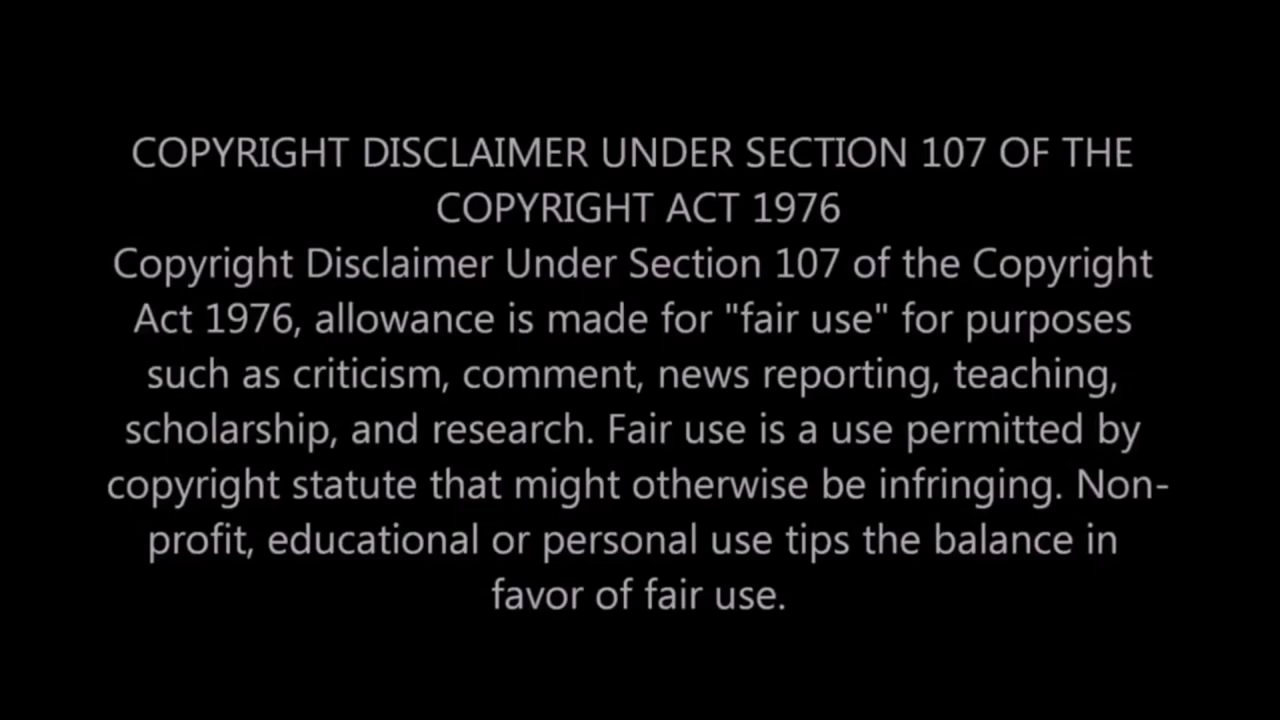 COPYRIGHT DISCLAIMER UNDER SECTION 107 OF THE
COPYRIGHT ACT 1976
Copyright Disclaimer Under Section 107 of the Copyright
Act 1976, allowance is made for "fair use" for purposes
such as criticism, comment, news reporting, teaching,
scholarship, and research. Fair use is a use permitted by
copyright statute that might otherwise be infringing. Non-
profit, educational or personal use tips the balance in
favor of fair use.